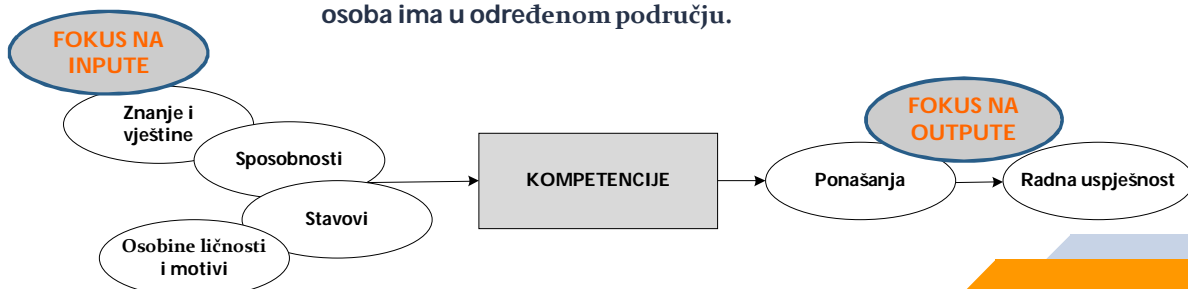 osoba ima u određenom području.
FOKUS NA
INPUTE
Znanje i
vještine
Sposobnosti
Stavovi
Osobine ličnosti
i motivi
KOMPETENCIJE
FOKUS NA
OUTPUTE
Ponašanja
Radna uspješnost